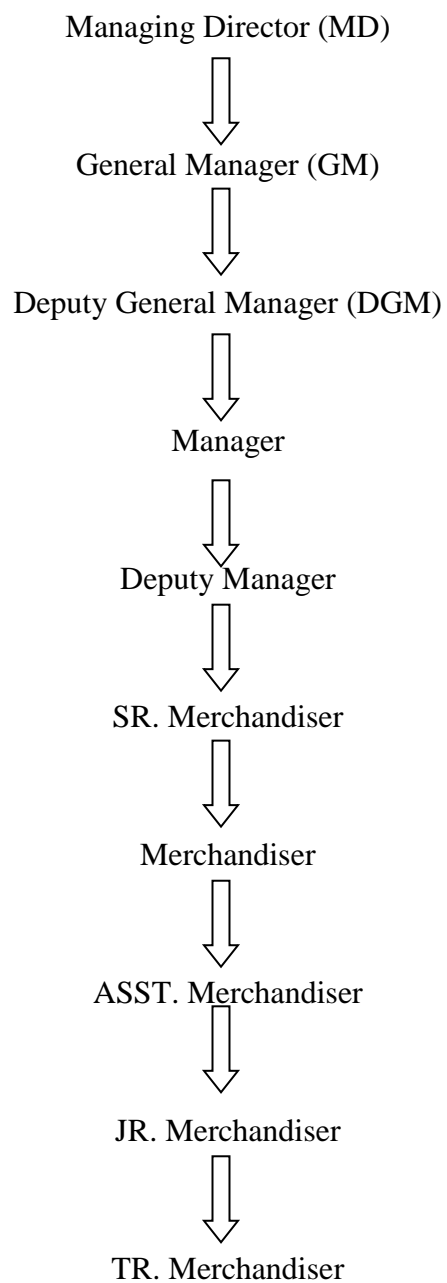 Managing Director (MD)
General Manager (GM)
Deputy General Manager (DGM)
Manager
Deputy Manager
SR. Merchandiser
Merchandiser
ASST. Merchandiser
JR. Merchandiser
TR. Merchandiser